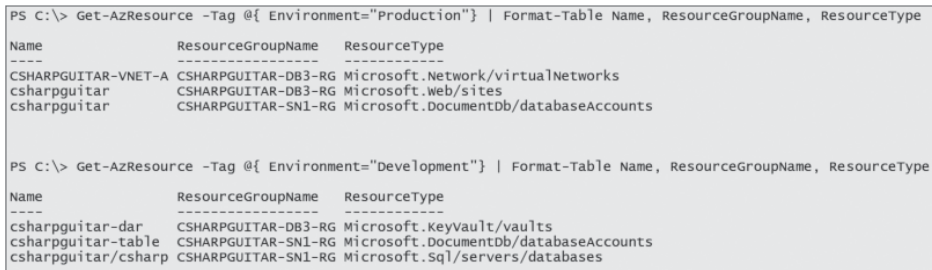 PS C:\> Get-AzResource -Tag @{ Environment="Production"} | Format-Table Name, ResourceGroupName, ResourceType
Name ResourceGroupName ResourceType
---- ----------------- ------------
CSHARPGUITAR-VNET-A CSHARPGUITAR-DB3-RG Microsoft.Network/virtualNetworks
csharpguitar CSHARPGUITAR-DB3-RG Microsoft.Web/sites
csharpguitar CSHARPGUITAR-SN1-RG Microsoft.DocumentDb/databaseAccounts
PS C:\> Get-AzResource -Tag @{ Environment="Development"} | Format-Table Name, ResourceGroupName, ResourceType
Name ResourceGroupName ResourceType
---- ----------------- ------------
csharpguitar-dar CSHARPGUITAR-DB3-RG Microsoft.KeyVault/vaults
csharpguitar-table CSHARPGUITAR-SN1-RG Microsoft.DocumentDb/databaseAccounts
csharpguitar/csharp CSHARPGUITAR-SN1-RG Microsoft.Sql/servers/databases